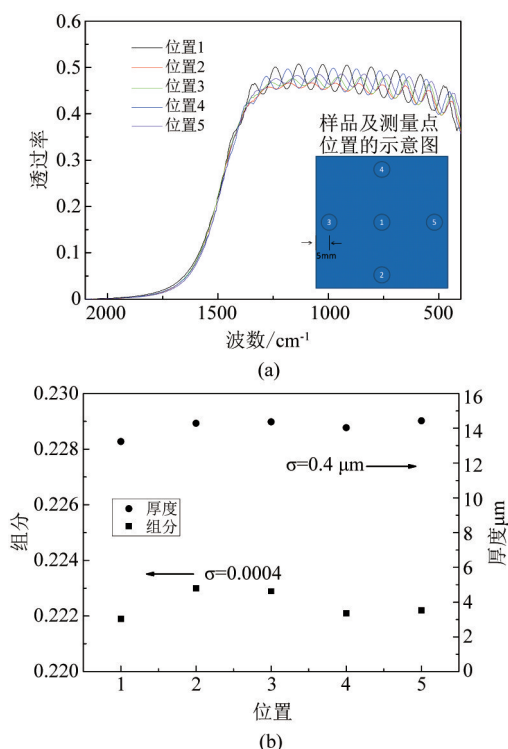 (a)
0.6
0.5
0.4
0.3
0.2
0.1
0
透过率
位置1
位置2
位置3
位置4
位置5
样品及测量点
位置的示意图
4
3
1
5
5mm
2
2000
1500
1000
500
波数/cm⁻¹
(a)
0.230
0.228
0.226
0.224
0.222
0.220
组分
16
14
12
10
8
6
4
2
0
厚度μm
σ=0.4 μm
厚度
组分
σ=0.0004
1
2
3
4
5
位置
(b)